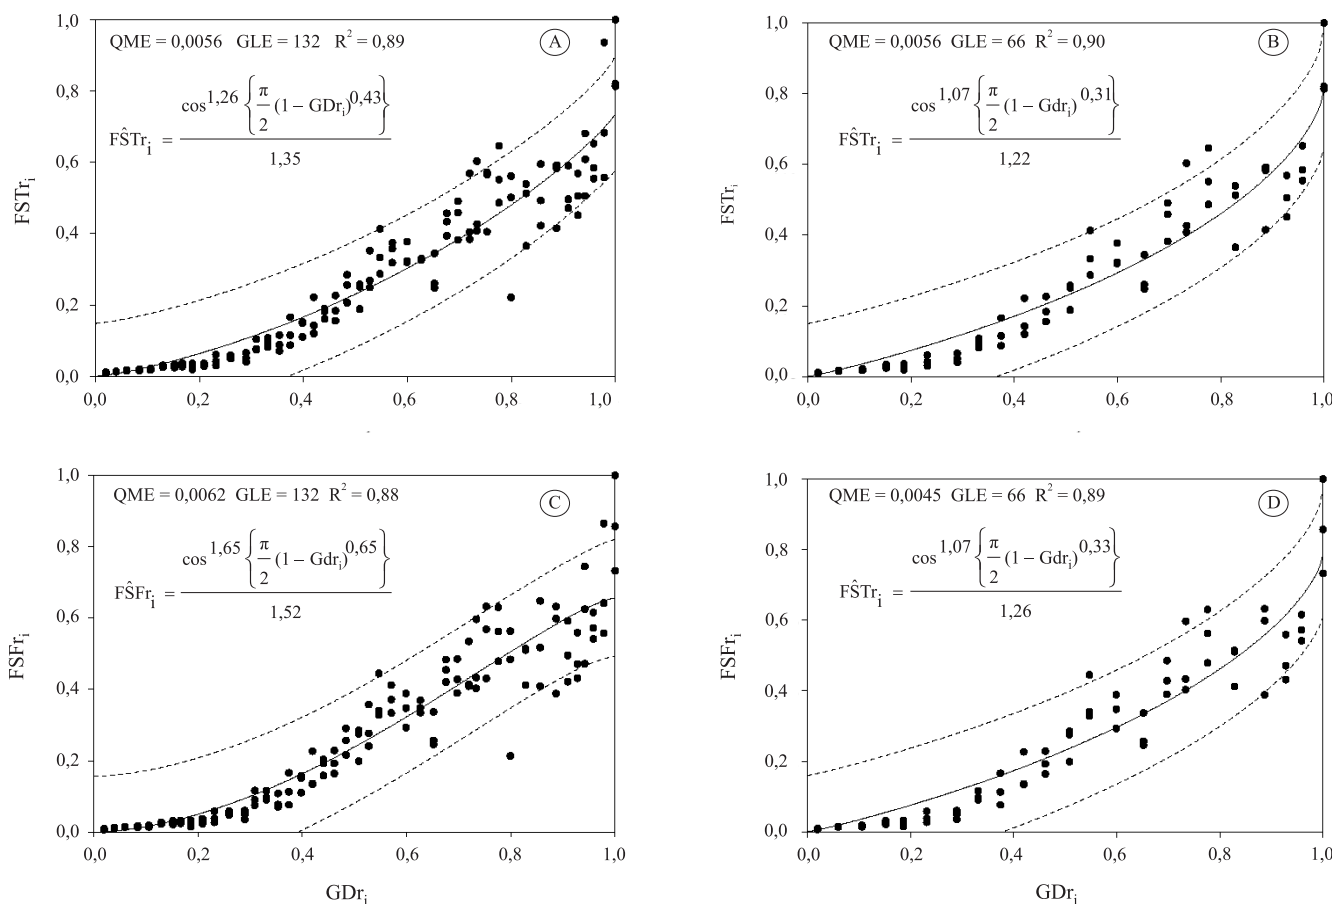 QME = 0,0056 GLE = 132 R² = 0,89
A
FŜTr_i = cos^1,26 {π/2 (1 – GDr_i)^0,43} / 1,35
FSTr_i
1,0
0,8
0,6
0,4
0,2
0,0
0,0 0,2 0,4 0,6 0,8 1,0
QME = 0,0056 GLE = 66 R² = 0,90
B
FŜTr_i = cos^1,07 {π/2 (1 – Gdr_i)^0,31} / 1,22
FSTr_i
1,0
0,8
0,6
0,4
0,2
0,0
0,0 0,2 0,4 0,6 0,8 1,0
QME = 0,0062 GLE = 132 R² = 0,88
C
FŜFr_i = cos^1,65 {π/2 (1 – Gdr_i)^0,65} / 1,52
FSFr_i
1,0
0,8
0,6
0,4
0,2
0,0
0,0 0,2 0,4 0,6 0,8 1,0
GDr_i
QME = 0,0045 GLE = 66 R² = 0,89
D
FŜTr_i = cos^1,07 {π/2 (1 – Gdr_i)^0,33} / 1,26
FSFr_i
1,0
0,8
0,6
0,4
0,2
0,0
0,0 0,2 0,4 0,6 0,8 1,0
GDr_i